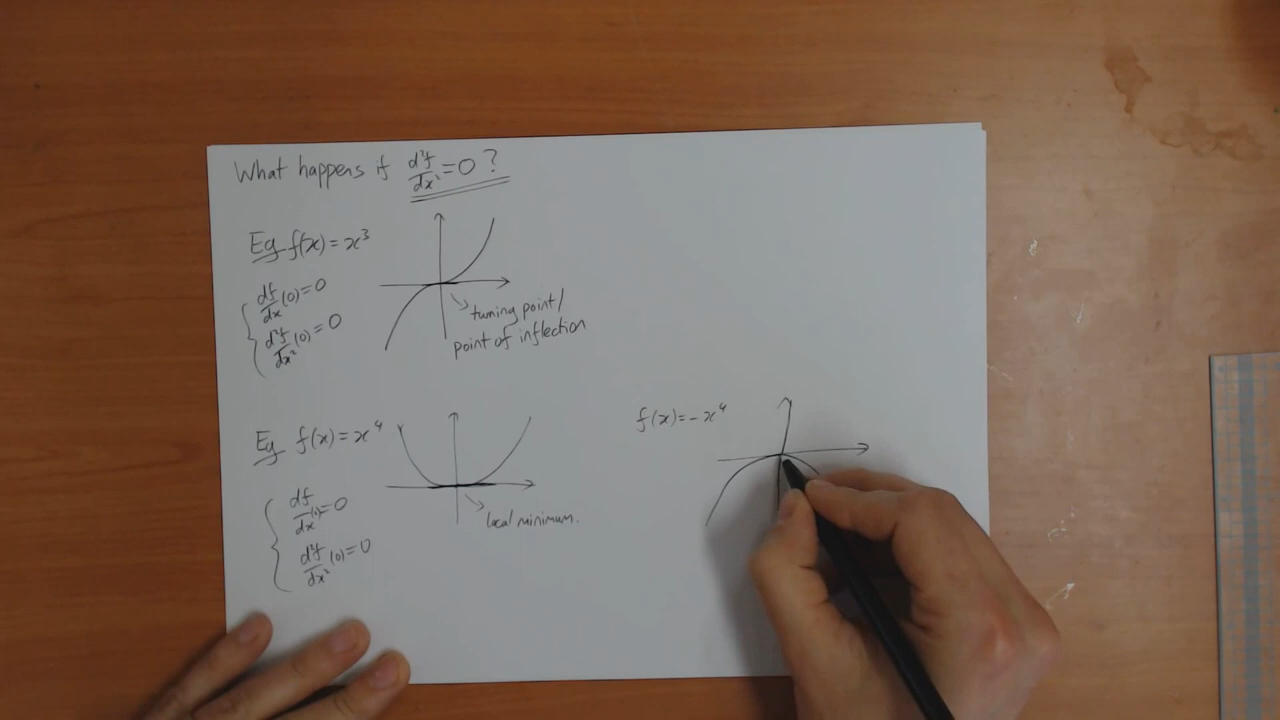 What happens if d²f/dx² = 0 ?
Eg f(x) = x³
df/dx (0) = 0
d²f/dx² (0) = 0
turning point/
point of inflection
Eg f(x) = x⁴
df/dx (0) = 0
d²f/dx² (0) = 0
local minimum.
f(x) = -x⁴